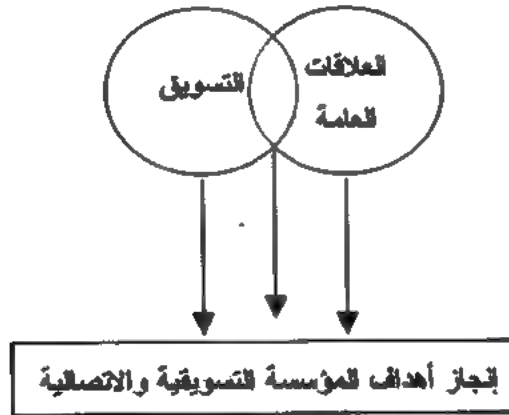 العلاقات
العامة
التسويق
إنجاز أهداف المؤسسة التسويقية والاتصالية